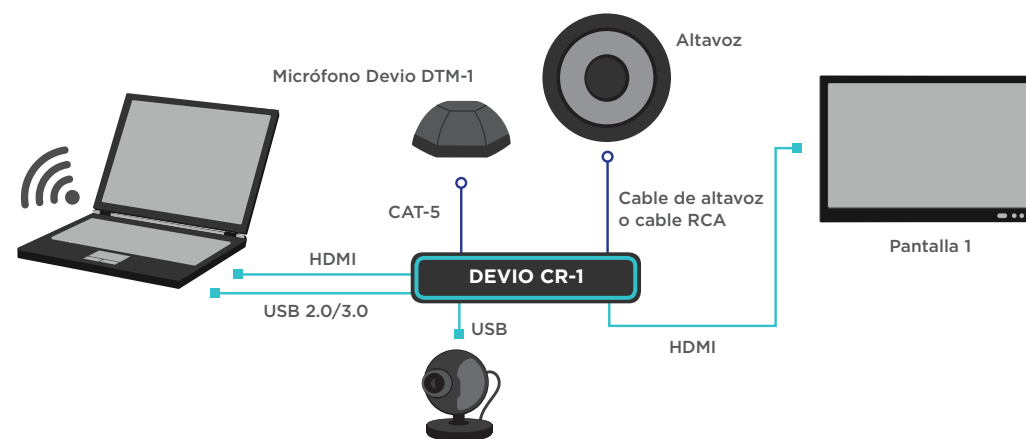 Altavoz
Micrófono Devio DTM-1
CAT-5
Cable de altavoz
o cable RCA
Pantalla 1
HDMI
DEVIO CR-1
USB 2.0/3.0
USB
HDMI